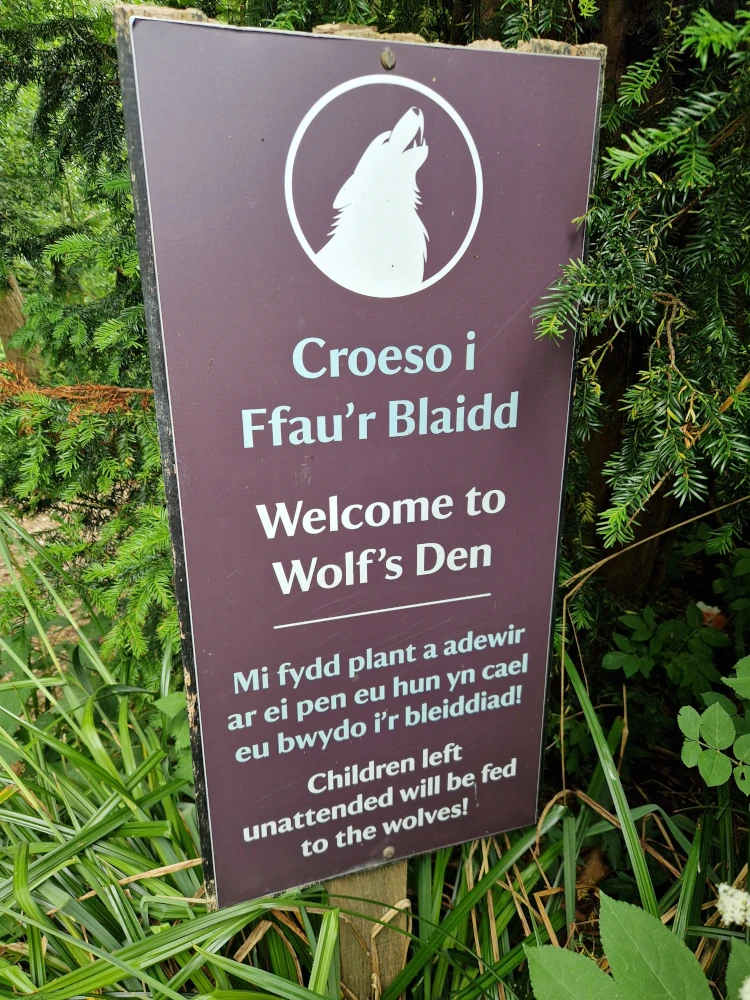 Croeso i
Ffau'r Blaidd
Welcome to
Wolf's Den
Mi fydd plant a adewir
ar ei pen eu hun yn cael
eu bwydo i'r bleiddiad!
Children left
unattended will be fed
to the wolves!